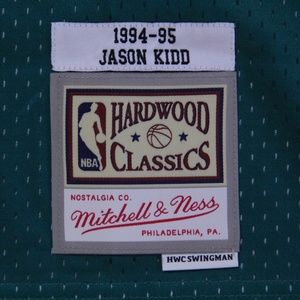 1994-95
JASON KIDD
HARDWOOD
NBA
CLASSICS
NOSTALGIA CO.
Mitchell & Ness
PHILADELPHIA, PA.
HWC SWINGMAN